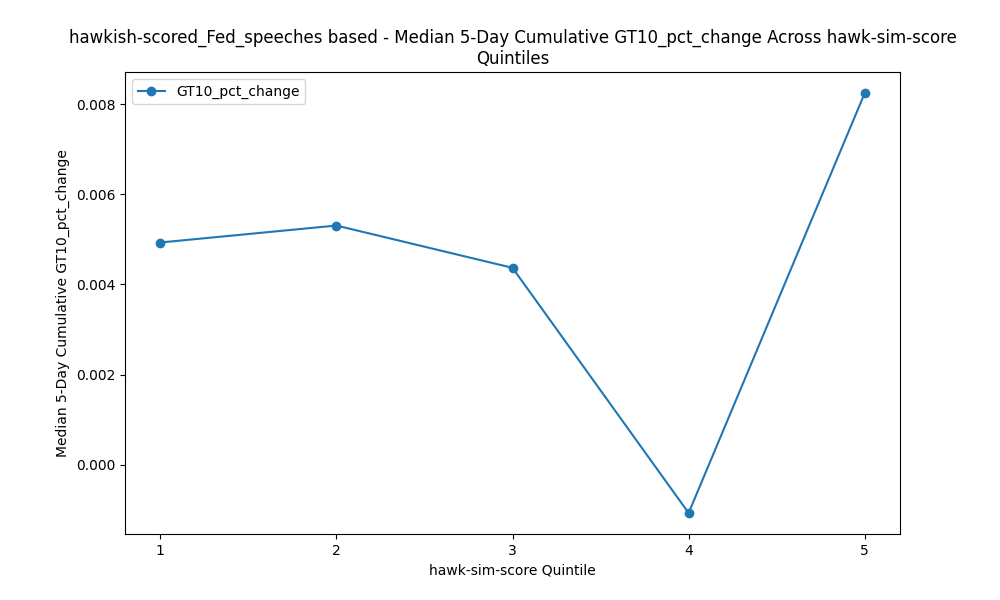 hawkish-scored_Fed_speeches based - Median 5-Day Cumulative GT10_pct_change Across hawk-sim-score
Quintiles
GT10_pct_change
Median 5-Day Cumulative GT10_pct_change
0.008
0.006
0.004
0.002
0.000
1 2 3 4 5
hawk-sim-score Quintile